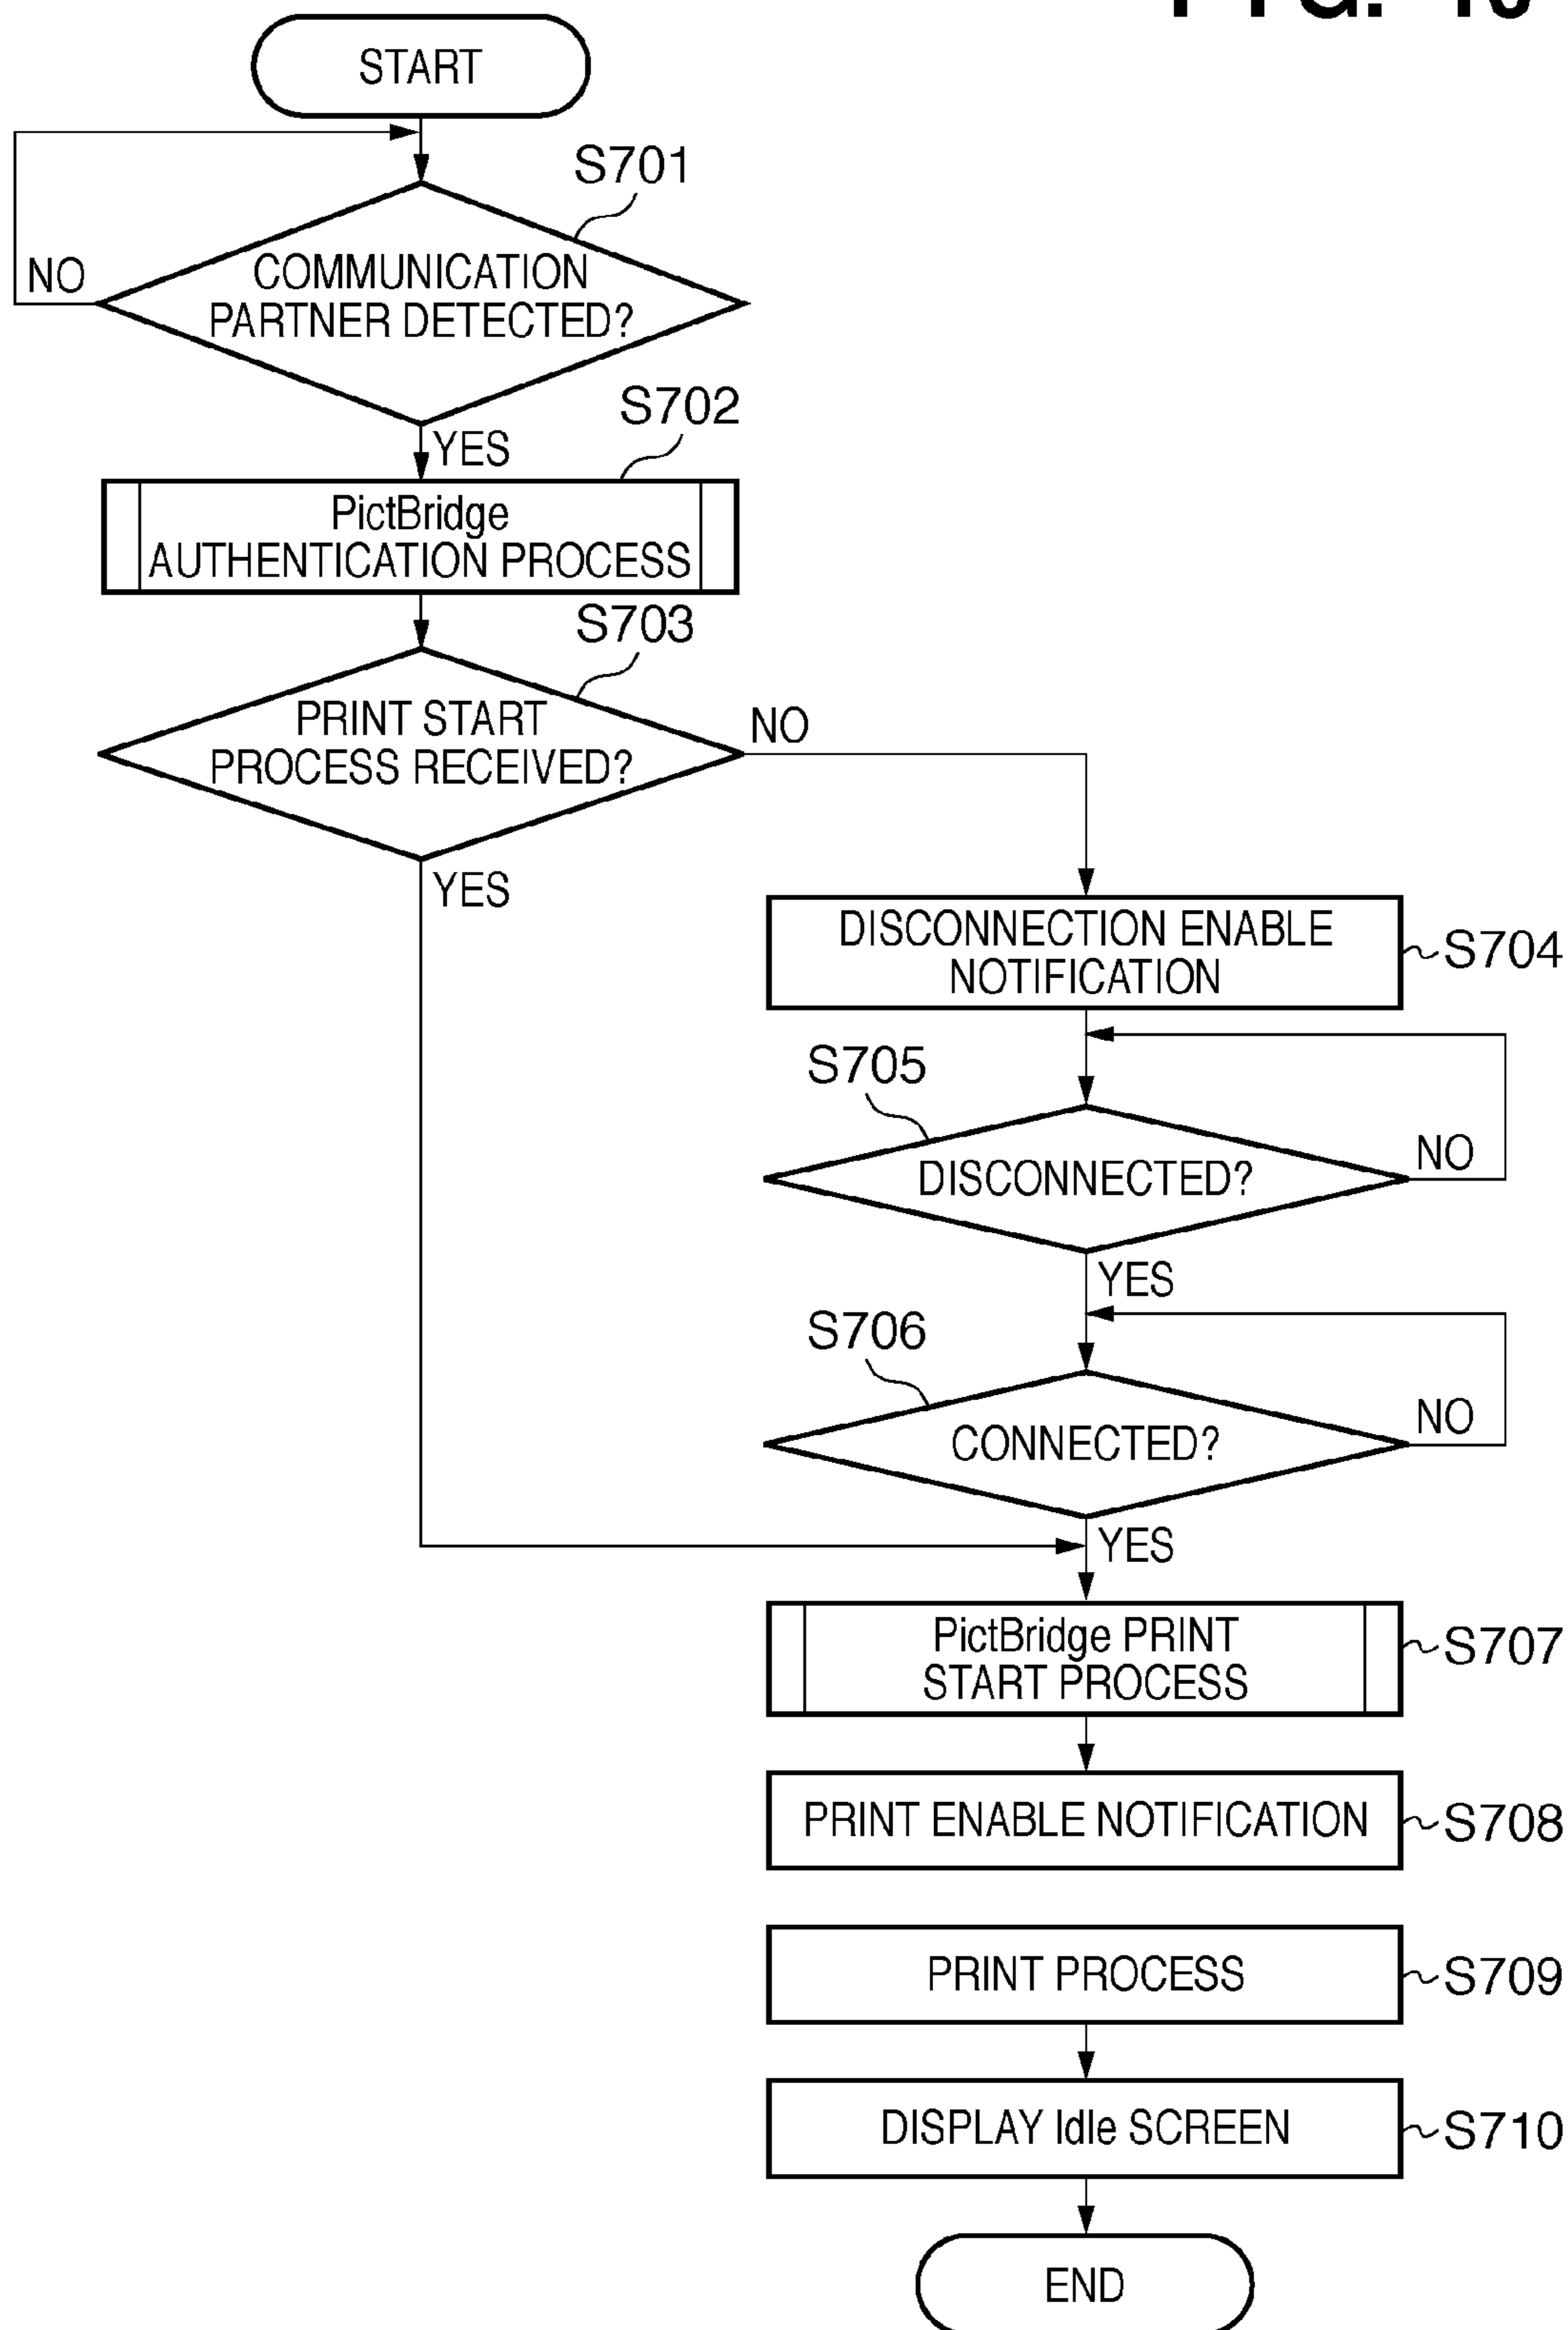 START
S701
NO
COMMUNICATION
PARTNER DETECTED?
S702
YES
PictBridge
AUTHENTICATION PROCESS
S703
PRINT START
PROCESS RECEIVED?
NO
YES
DISCONNECTION ENABLE
NOTIFICATION
S704
S705
DISCONNECTED?
NO
YES
S706
CONNECTED?
NO
YES
PictBridge PRINT
START PROCESS
S707
PRINT ENABLE NOTIFICATION
S708
PRINT PROCESS
S709
DISPLAY Idle SCREEN
S710
END